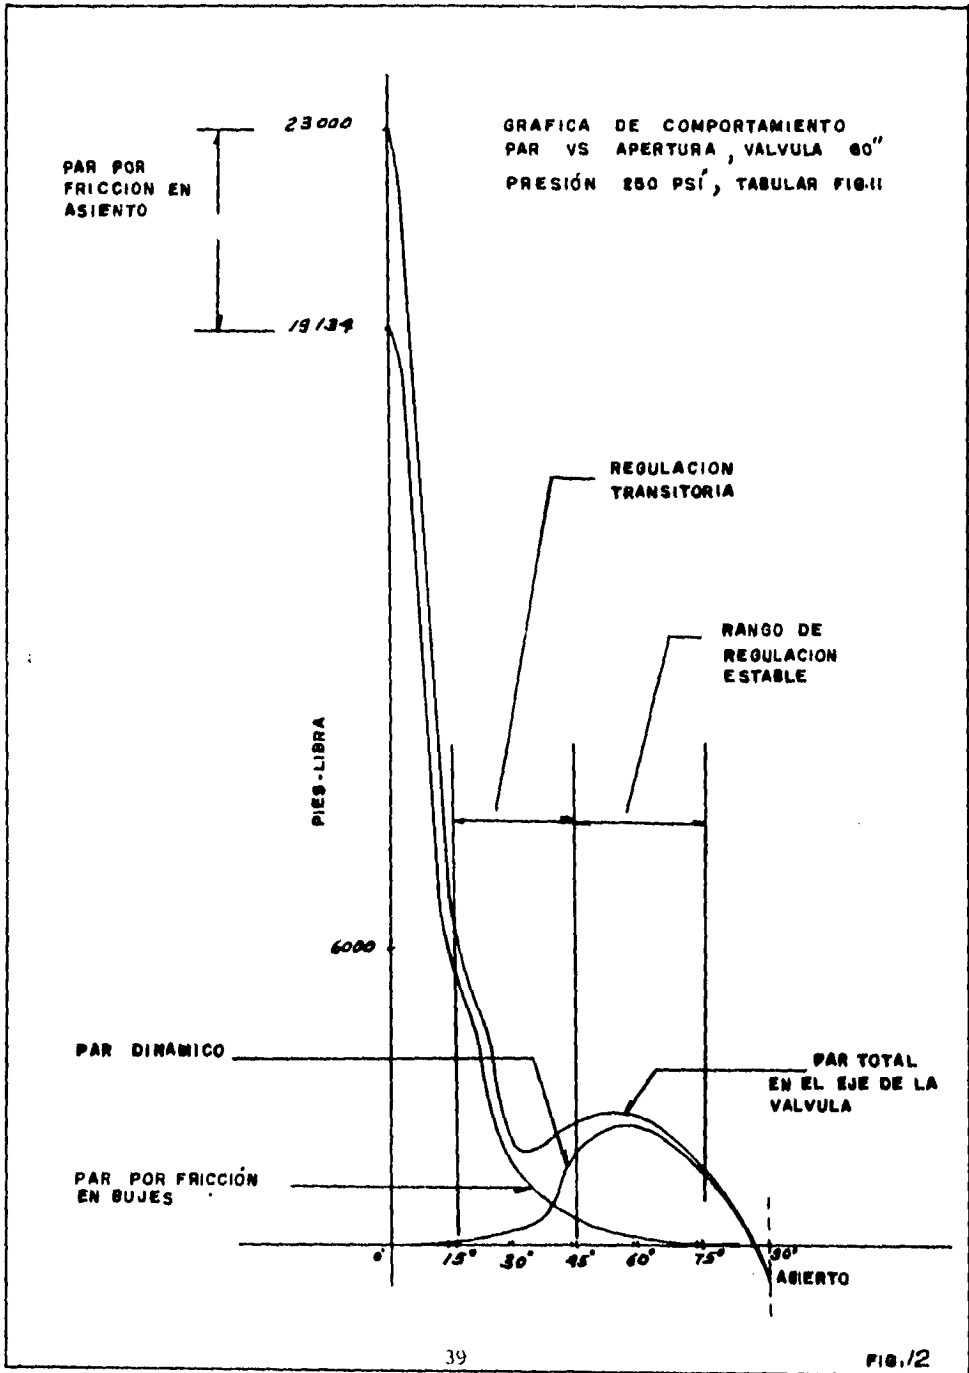 23000
GRAFICA DE COMPORTAMIENTO
PAR VS APERTURA, VALVULA 60"
PRESIÓN 250 PSI, TABULAR FIG.11
PAR POR
FRICCION EN
ASIENTO
19134
REGULACION
TRANSITORIA
RANGO DE
REGULACION
ESTABLE
PIES-LIBRA
6000
PAR DINAMICO
PAR TOTAL
EN EL EJE DE LA
VALVULA
PAR POR FRICCIÓN
EN BUJES
0° 15° 30° 45° 60° 75° 90°
ABIERTO
39
FIG.12